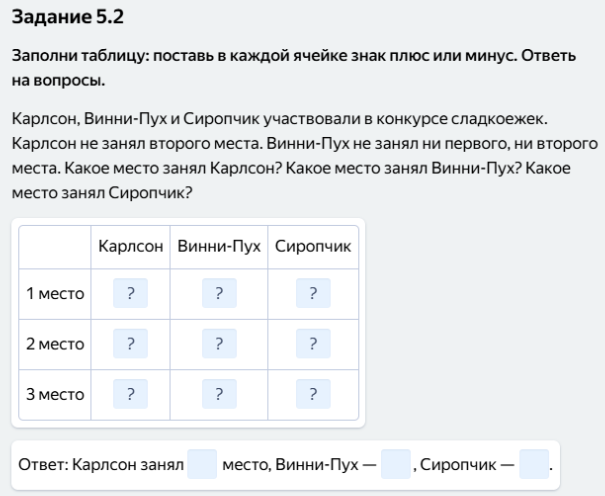 Задание 5.2
Заполни таблицу: поставь в каждой ячейке знак плюс или минус. Ответь
на вопросы.
Карлсон, Винни-Пух и Сиропчик участвовали в конкурсе сладкоежек.
Карлсон не занял второго места. Винни-Пух не занял ни первого, ни второго
места. Какое место занял Карлсон? Какое место занял Винни-Пух? Какое
место занял Сиропчик?
Карлсон Винни-Пух Сиропчик
1 место ? ? ?
2 место ? ? ?
3 место ? ? ?
Ответ: Карлсон занял место, Винни-Пух — , Сиропчик — .